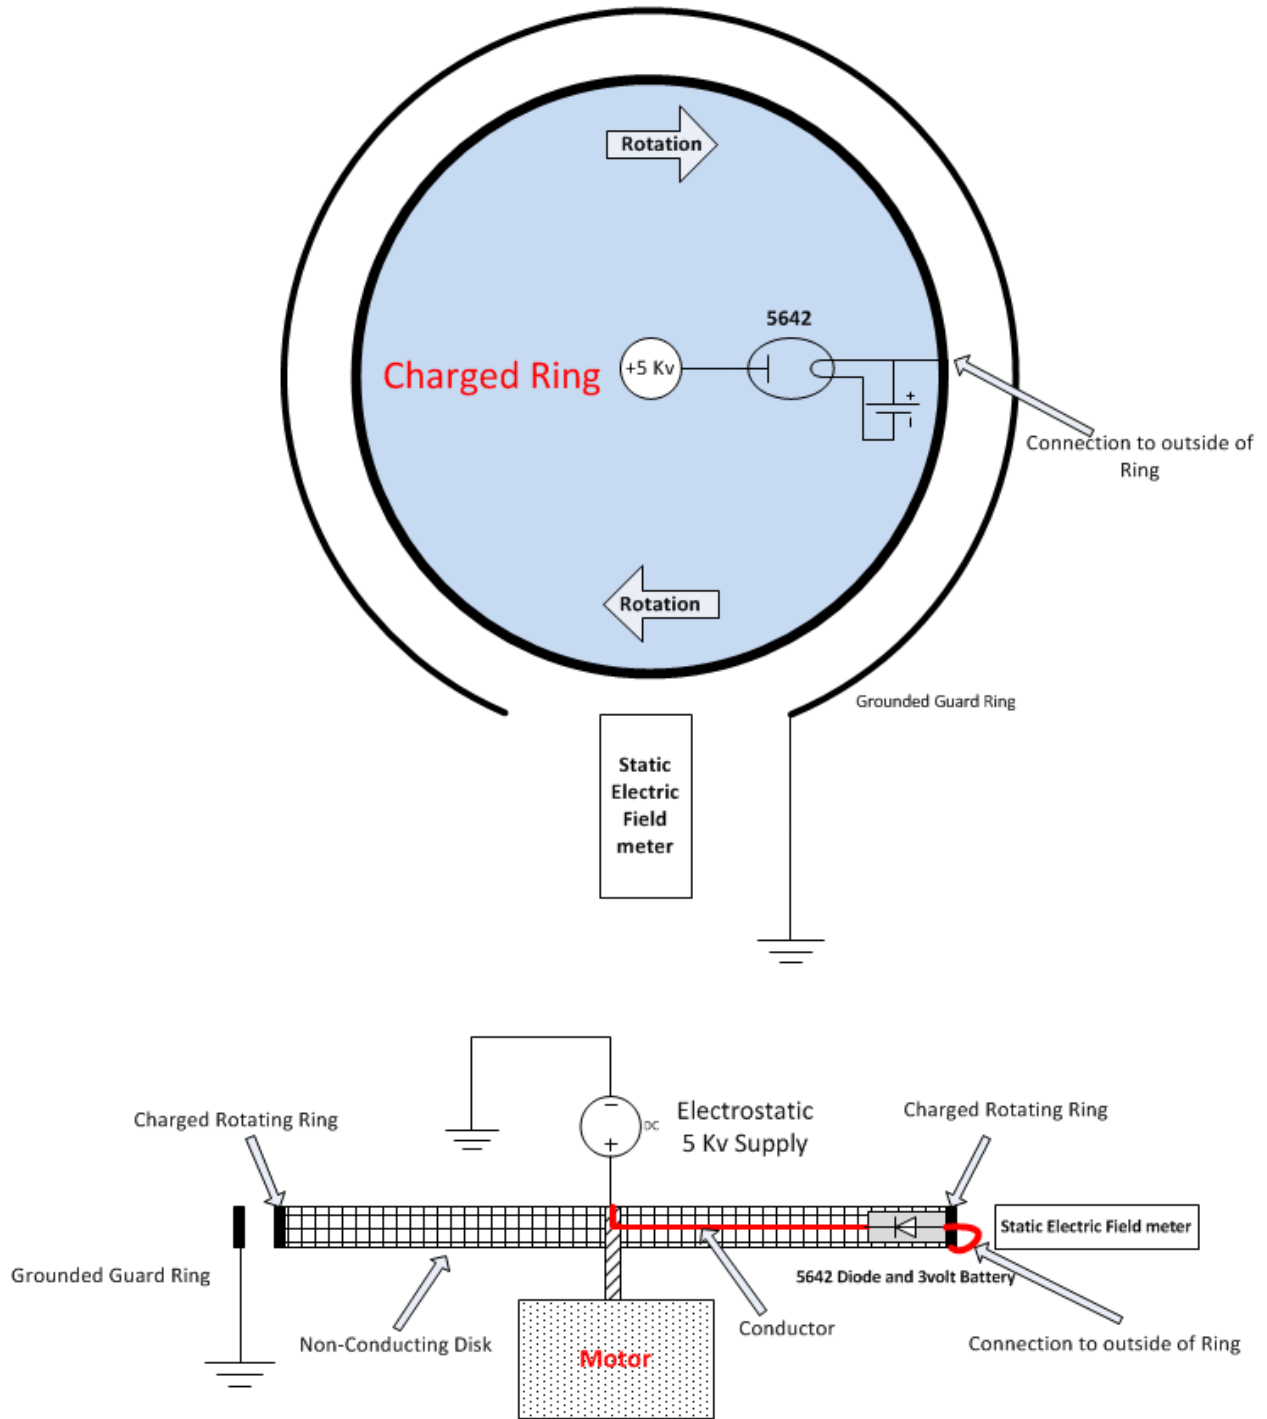 Rotation
5642
Charged Ring
+5 Kv
+
-
Connection to outside of
Ring
Rotation
Grounded Guard Ring
Static
Electric
Field
meter
Charged Rotating Ring
−
DC
+
Electrostatic
5 Kv Supply
Charged Rotating Ring
Static Electric Field meter
Grounded Guard Ring
5642 Diode and 3volt Battery
Non-Conducting Disk
Conductor
Connection to outside of Ring
Motor